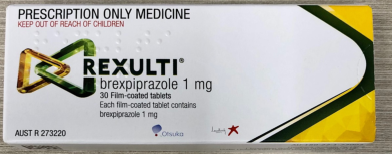 PRESCRIPTION ONLY MEDICINE
KEEP OUT OF REACH OF CHILDREN
REXULTI®
brexpiprazole 1 mg
30 Film-coated tablets
Each film-coated tablet contains
brexpiprazole 1 mg
AUST R 273220
Otsuka